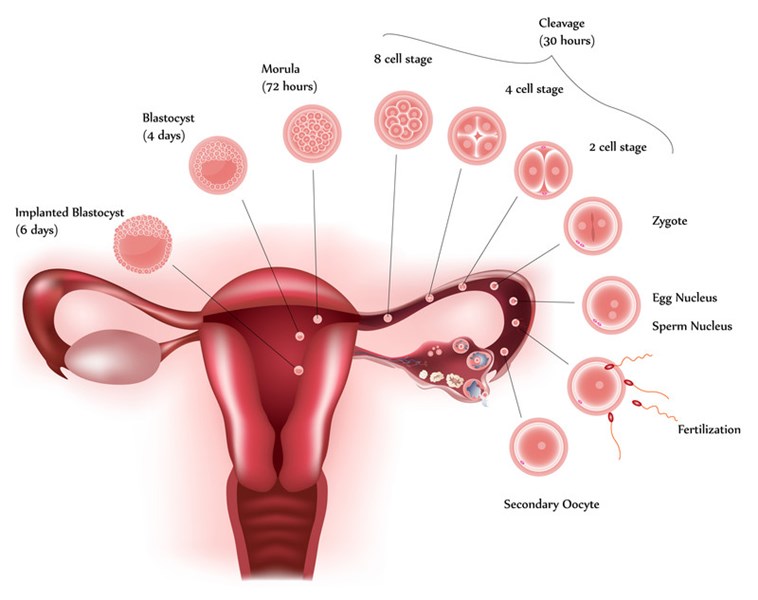 Cleavage
(30 hours)
8 cell stage
Morula
(72 hours)
4 cell stage
Blastocyst
(4 days)
2 cell stage
Implanted Blastocyst
(6 days)
Zygote
Egg Nucleus
Sperm Nucleus
Fertilization
Secondary Oocyte